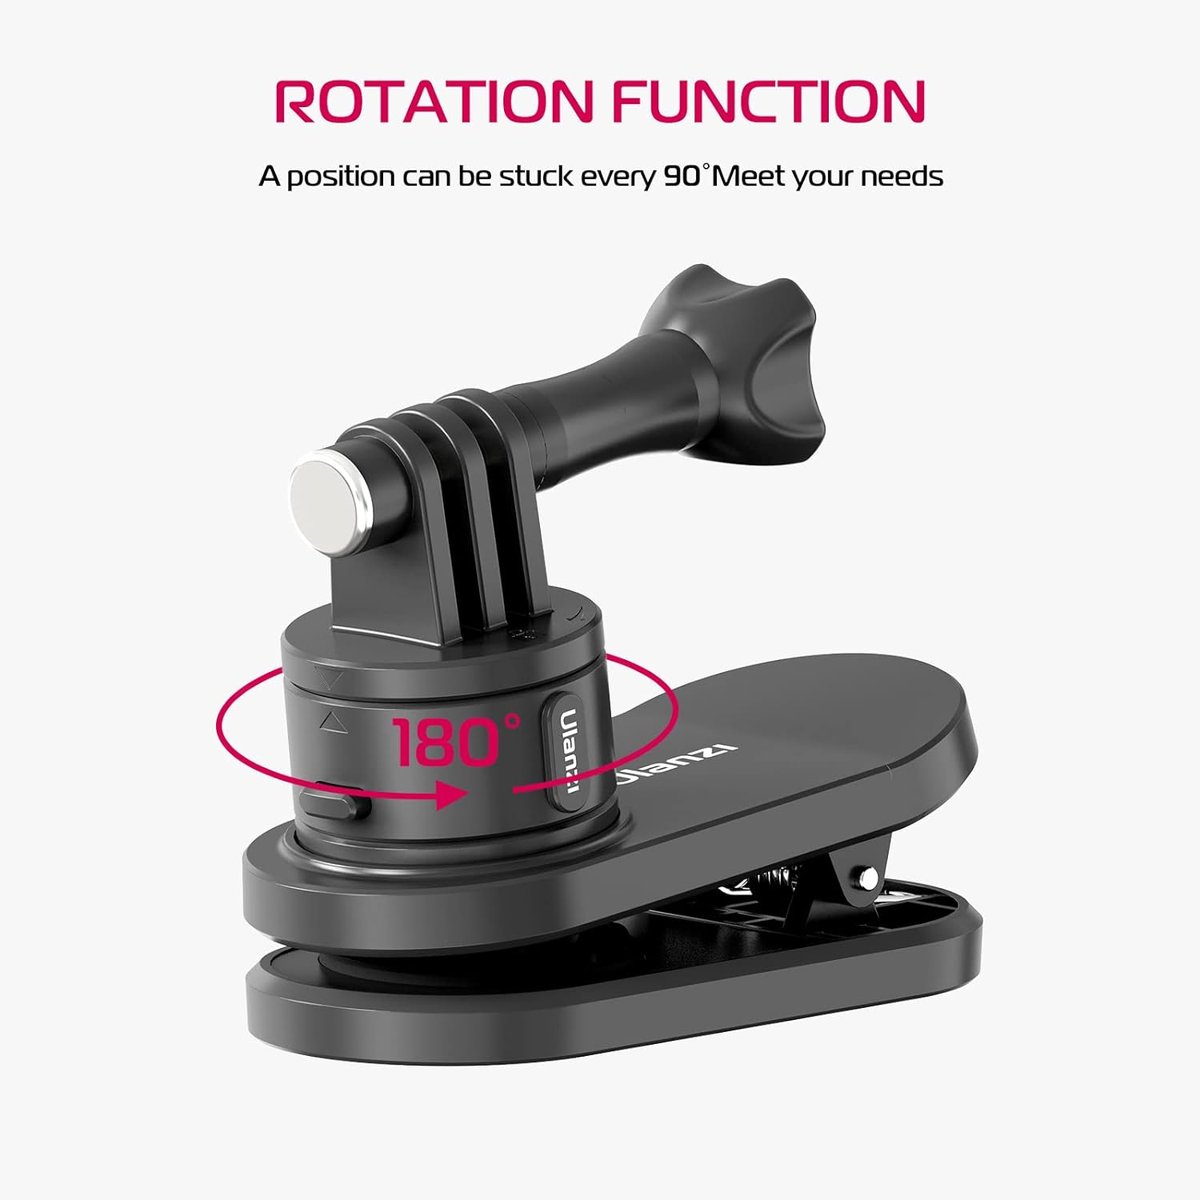 ROTATION FUNCTION
A position can be stuck every 90°Meet your needs
180°
Ulanzi
Ulanzi